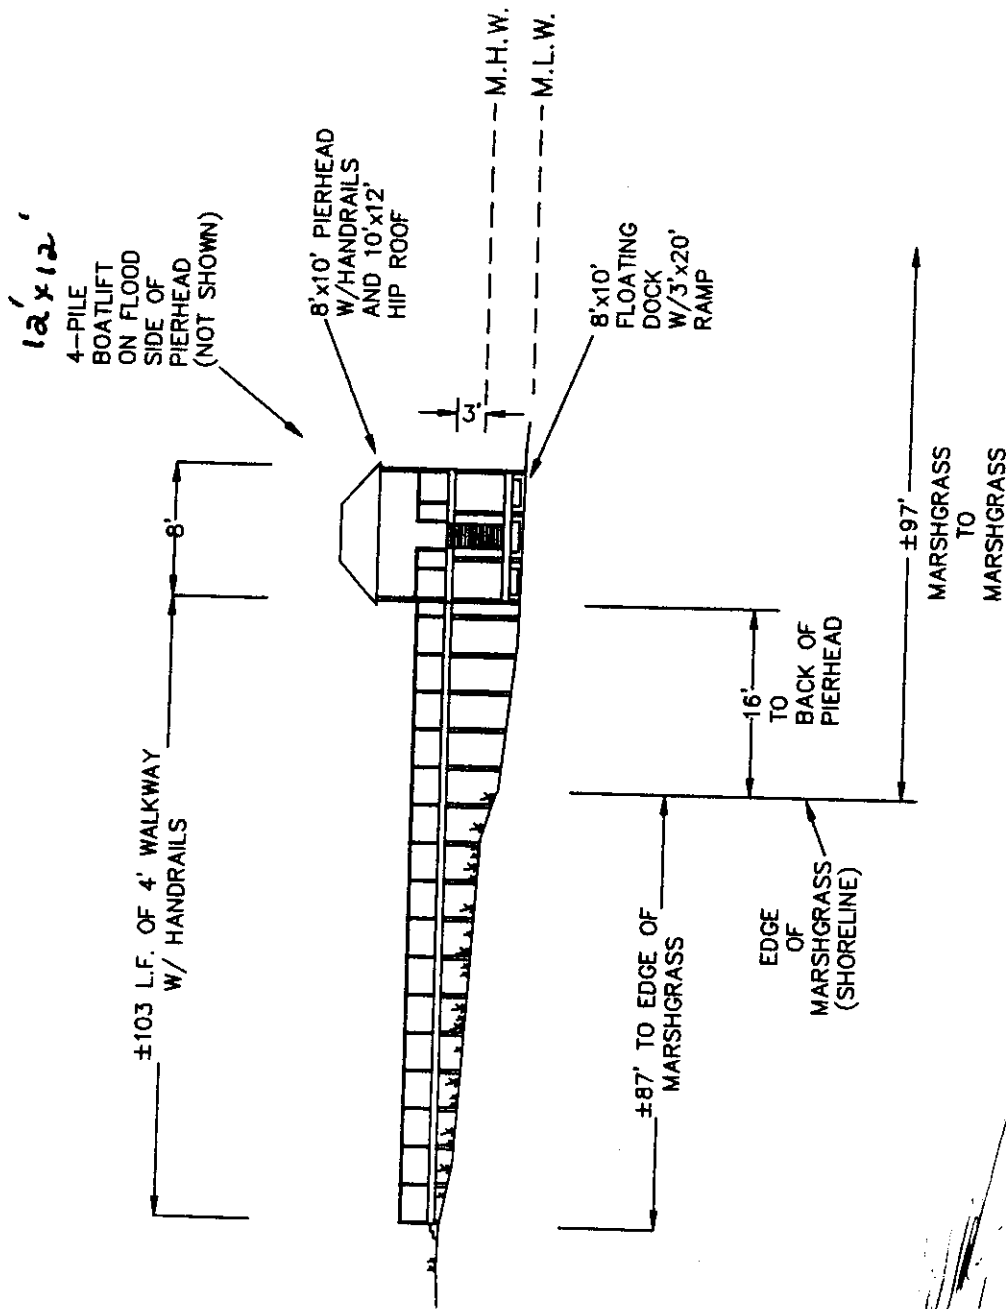 12'x12'
4-PILE
BOATLIFT
ON FLOOD
SIDE OF
PIERHEAD
(NOT SHOWN)
8'x10' PIERHEAD
W/HANDRAILS
AND 10'x12'
HIP ROOF
M.H.W.
M.L.W.
3'
8'
±103 L.F. OF 4' WALKWAY
W/ HANDRAILS
8'x10'
FLOATING
DOCK
W/3'x20'
RAMP
16'
TO
BACK OF
PIERHEAD
±97'
MARSHGRASS
TO
MARSHGRASS
±87' TO EDGE OF
MARSHGRASS
EDGE
OF
MARSHGRASS
(SHORELINE)